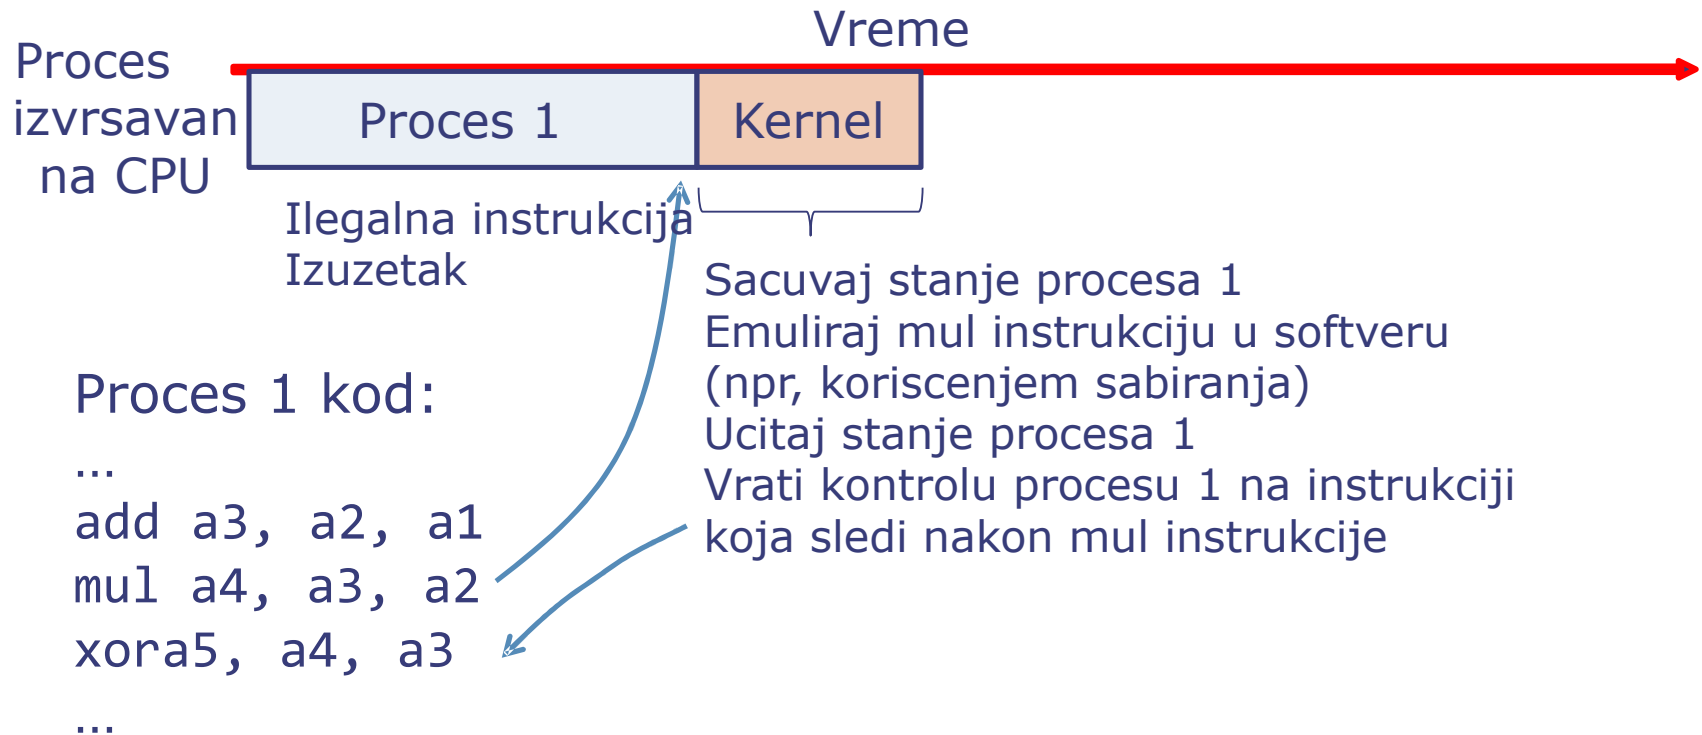 Vreme
Proces
izvrsavan
na CPU
Proces 1
Kernel
Ilegalna instrukcija
Izuzetak
Sacuvaj stanje procesa 1
Emuliraj mul instrukciju u softveru
(npr, koriscenjem sabiranja)
Ucitaj stanje procesa 1
Vrati kontrolu procesu 1 na instrukciji
koja sledi nakon mul instrukcije
Proces 1 kod:
…
add a3, a2, a1
mul a4, a3, a2
xora5, a4, a3
…